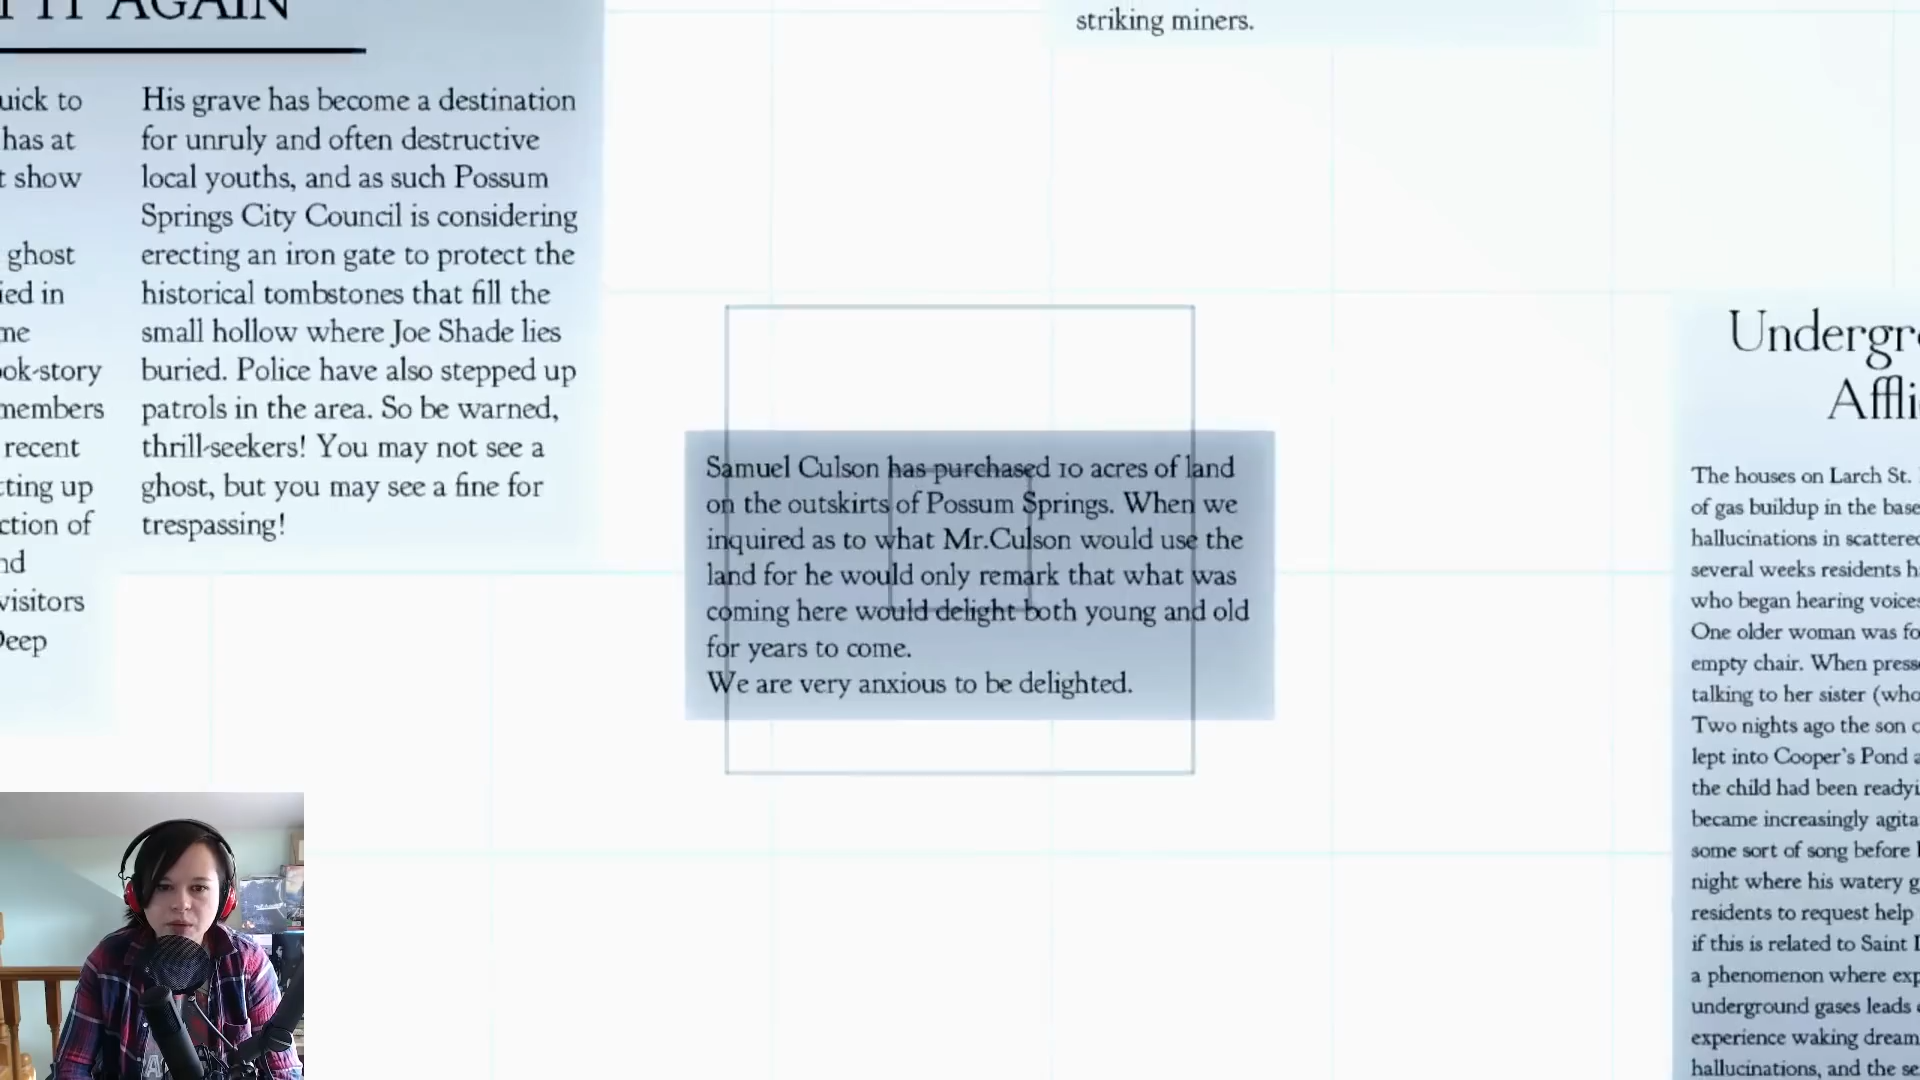 IT AGAIN
striking miners.
uick to
has at
t show
ghost
ied in
me
ok-story
members
recent
ting up
ction of
nd
visitors
Deep
His grave has become a destination
for unruly and often destructive
local youths, and as such Possum
Springs City Council is considering
erecting an iron gate to protect the
historical tombstones that fill the
small hollow where Joe Shade lies
buried. Police have also stepped up
patrols in the area. So be warned,
thrill-seekers! You may not see a
ghost, but you may see a fine for
trespassing!
Samuel Culson has purchased 10 acres of land
on the outskirts of Possum Springs. When we
inquired as to what Mr.Culson would use the
land for he would only remark that what was
coming here would delight both young and old
for years to come.
We are very anxious to be delighted.
Undergr
Affli
The houses on Larch St.
of gas buildup in the base
hallucinations in scattered
several weeks residents h
who began hearing voices
One older woman was fo
empty chair. When presse
talking to her sister (who
Two nights ago the son o
lept into Cooper's Pond a
the child had been readyi
became increasingly agita
some sort of song before
night where his watery g
residents to request help
if this is related to Saint
a phenomenon where exp
underground gases leads
experience waking dream
hallucinations, and the se